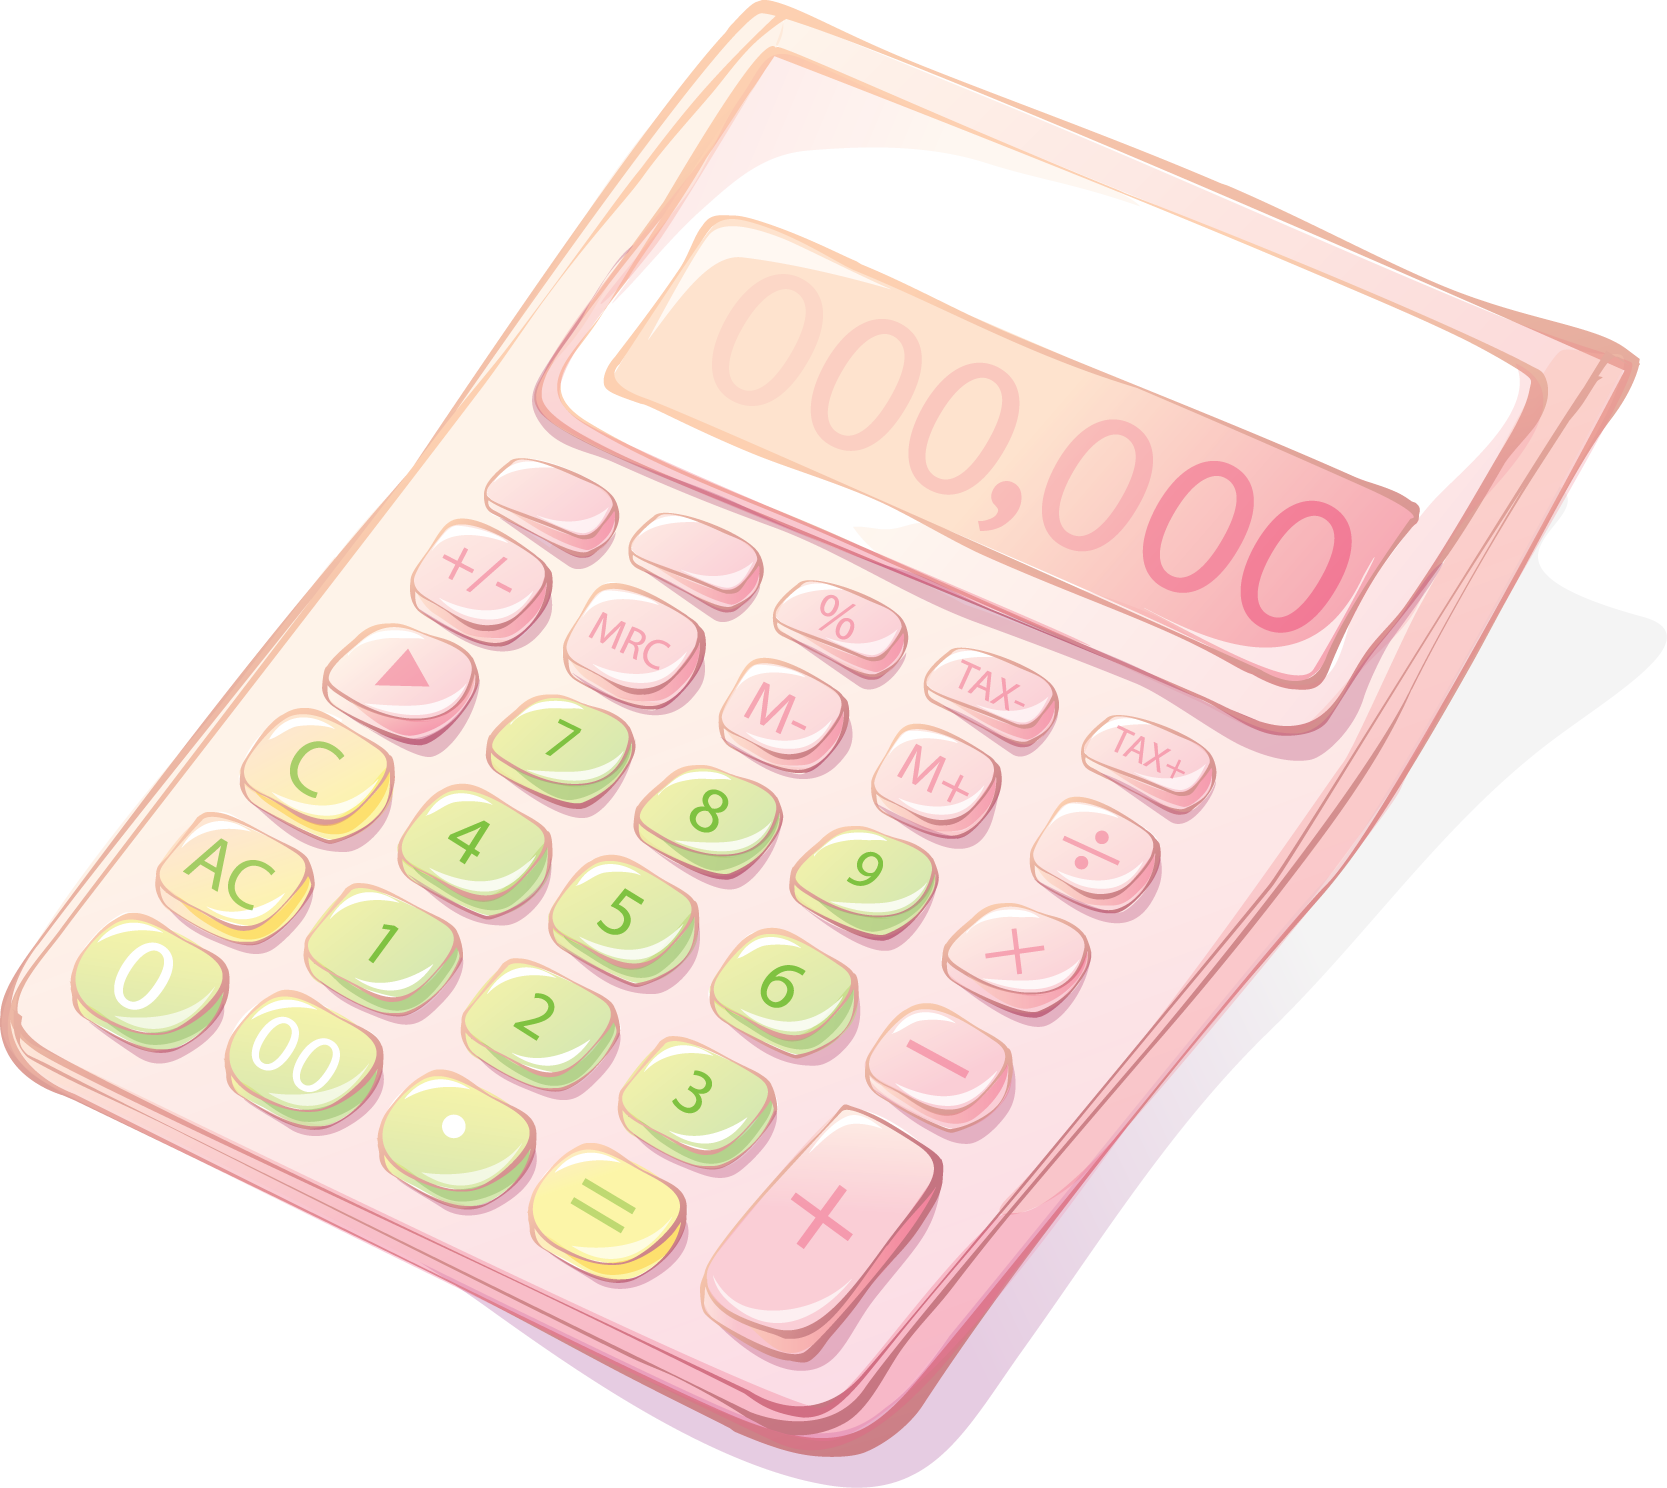 000,000
% TAX- TAX+
+/- MRC M- M+ ÷
▲ 7 8 9 ×
C 4 5 6 −
AC 1 2 3 +
0 00 . =